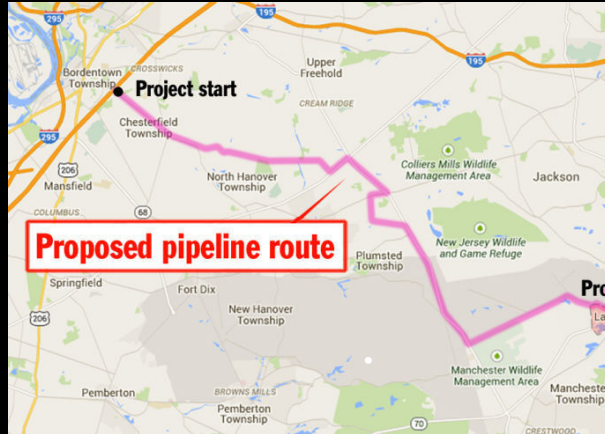 295
195
Upper
Freehold
CROSSWICKS
195
Bordentown
Township
Project start
CREAM RIDGE
Chesterfield
Township
295
Colliers Mills Wildlife
Management Area
206
Mansfield
North Hanover
Township
Jackson
COLUMBUS
68
Proposed pipeline route
New Jersey Wildlife
and Game Refuge
Plumsted
Township
Springfield
Fort Dix
Pro
La
206
New Hanover
Township
Manchester Wildlife
Management Area
Manchester
Township
Pemberton
BROWNS MILLS
Pemberton
Township
70
CRESTWOOD